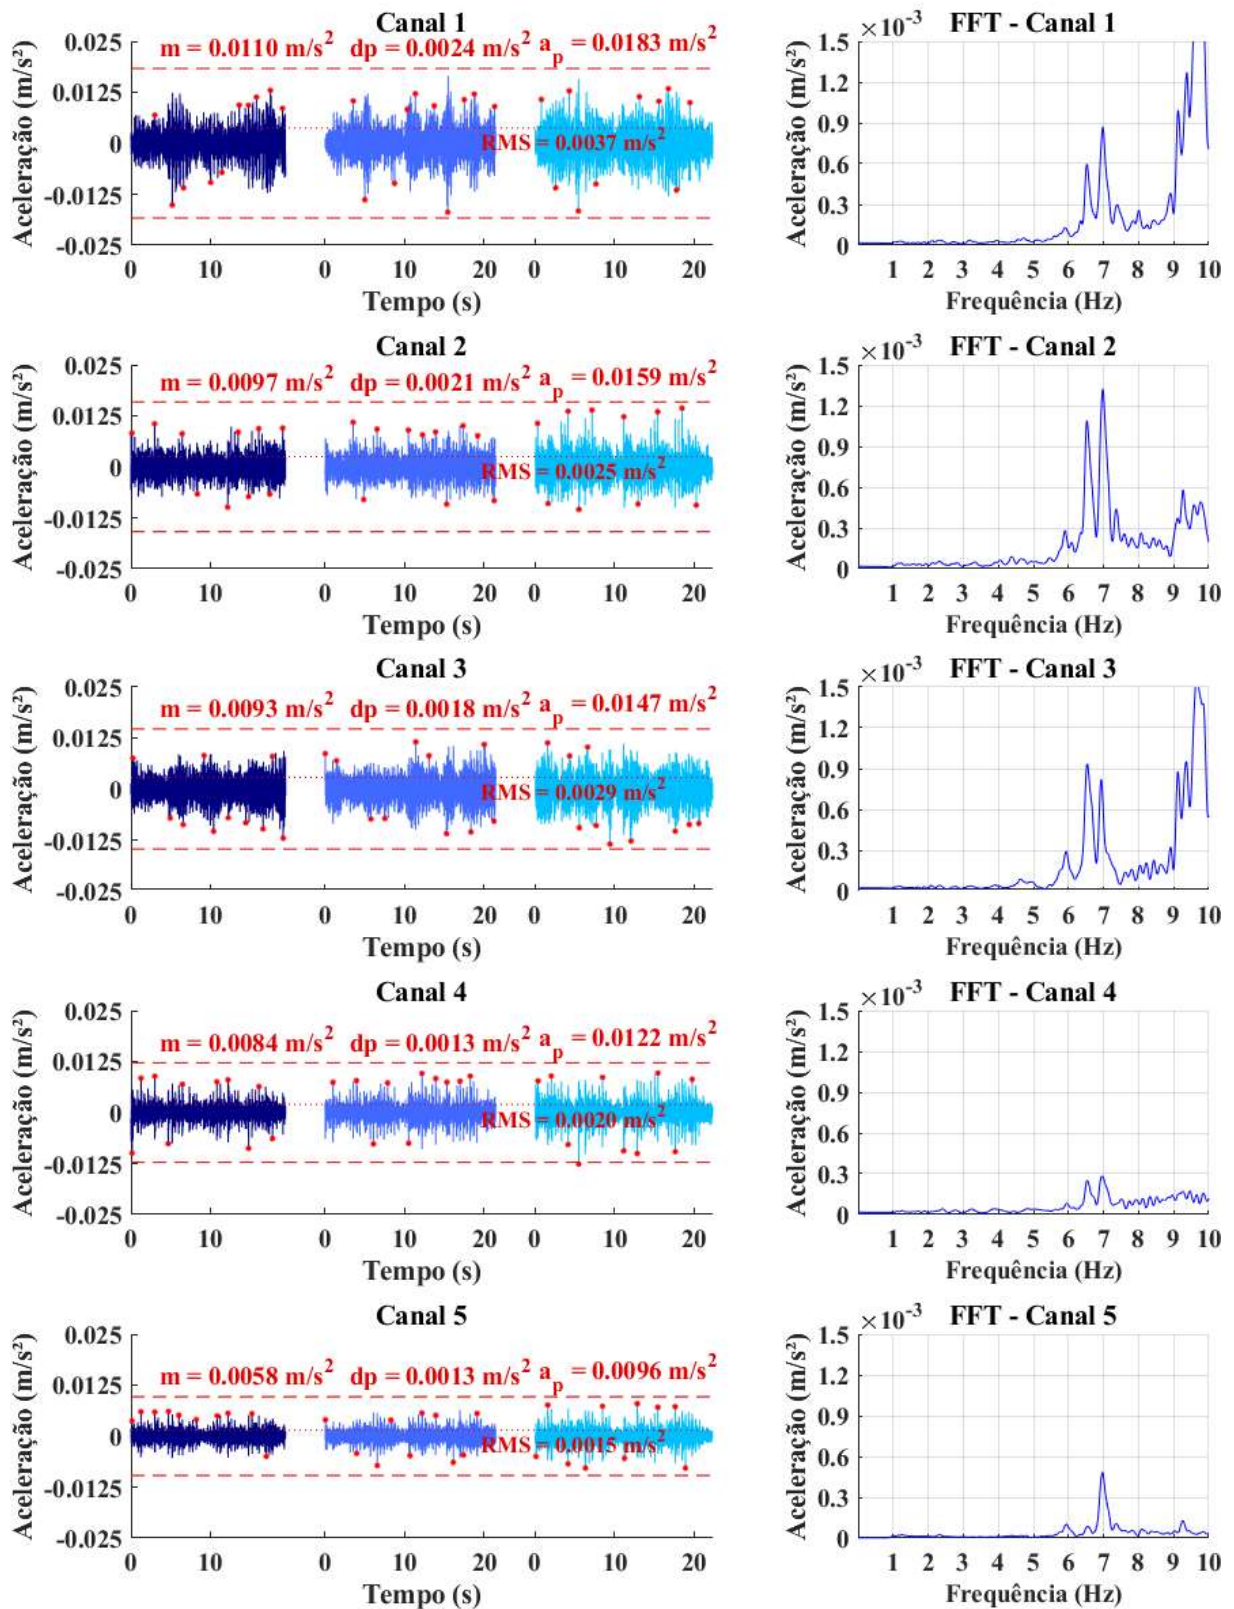 Canal 1
m = 0.0110 m/s² dp = 0.0024 m/s² a_p = 0.0183 m/s²
0.025
0.0125
0
-0.0125
-0.025
Aceleração (m/s²)
RMS = 0.0037 m/s²
0 10 0 10 20 0 10 20
Tempo (s)
×10⁻³ FFT - Canal 1
1.5
1.2
0.9
0.6
0.3
0
Aceleração (m/s²)
1 2 3 4 5 6 7 8 9 10
Frequência (Hz)
Canal 2
m = 0.0097 m/s² dp = 0.0021 m/s² a_p = 0.0159 m/s²
0.025
0.0125
0
-0.0125
-0.025
Aceleração (m/s²)
RMS = 0.0025 m/s²
0 10 0 10 20 0 10 20
Tempo (s)
×10⁻³ FFT - Canal 2
1.5
1.2
0.9
0.6
0.3
0
Aceleração (m/s²)
1 2 3 4 5 6 7 8 9 10
Frequência (Hz)
Canal 3
m = 0.0093 m/s² dp = 0.0018 m/s² a_p = 0.0147 m/s²
0.025
0.0125
0
-0.0125
-0.025
Aceleração (m/s²)
RMS = 0.0029 m/s²
0 10 0 10 20 0 10 20
Tempo (s)
×10⁻³ FFT - Canal 3
1.5
1.2
0.9
0.6
0.3
0
Aceleração (m/s²)
1 2 3 4 5 6 7 8 9 10
Frequência (Hz)
Canal 4
m = 0.0084 m/s² dp = 0.0013 m/s² a_p = 0.0122 m/s²
0.025
0.0125
0
-0.0125
-0.025
Aceleração (m/s²)
RMS = 0.0020 m/s²
0 10 0 10 20 0 10 20
Tempo (s)
×10⁻³ FFT - Canal 4
1.5
1.2
0.9
0.6
0.3
0
Aceleração (m/s²)
1 2 3 4 5 6 7 8 9 10
Frequência (Hz)
Canal 5
m = 0.0058 m/s² dp = 0.0013 m/s² a_p = 0.0096 m/s²
0.025
0.0125
0
-0.0125
-0.025
Aceleração (m/s²)
RMS = 0.0015 m/s²
0 10 0 10 20 0 10 20
Tempo (s)
×10⁻³ FFT - Canal 5
1.5
1.2
0.9
0.6
0.3
0
Aceleração (m/s²)
1 2 3 4 5 6 7 8 9 10
Frequência (Hz)